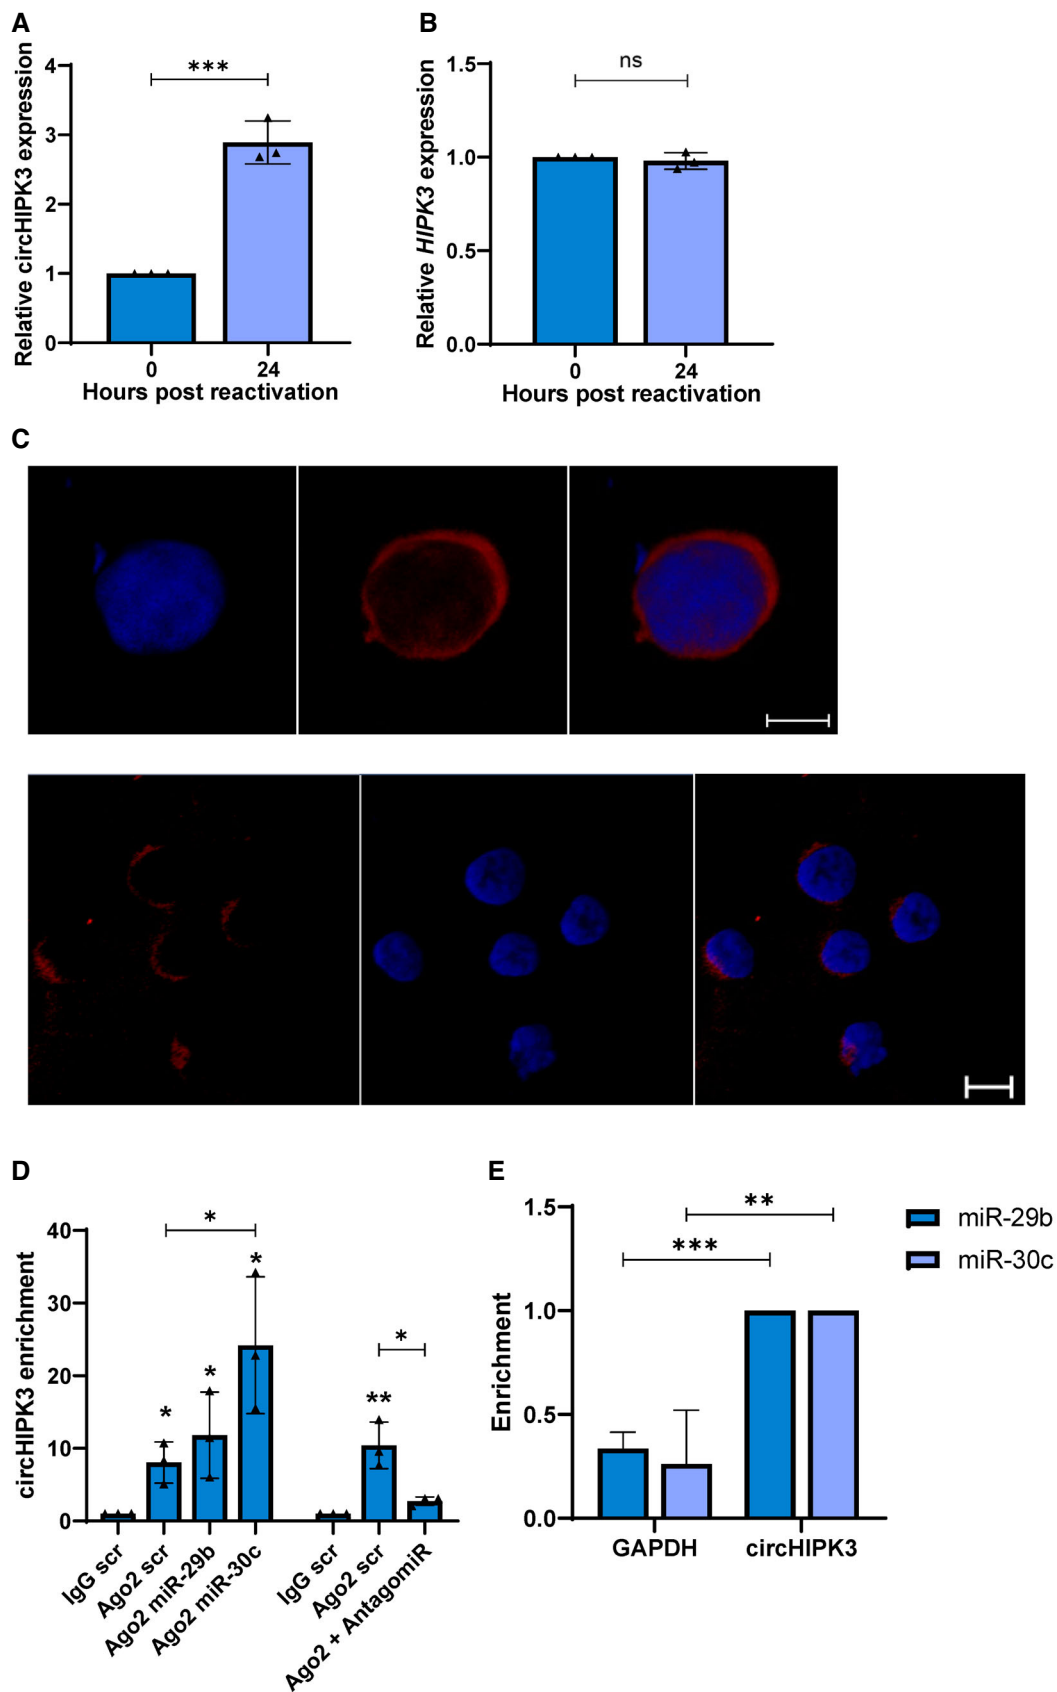 A
Relative circHIPK3 expression
4
3
2
1
0
***
0
24
Hours post reactivation
B
Relative HIPK3 expression
1.5
1.0
0.5
0.0
ns
0
24
Hours post reactivation
C
D
circHIPK3 enrichment
40
30
20
10
0
*
*
*
*
**
*
IgG scr
Ago2 scr
Ago2 miR-29b
Ago2 miR-30c
IgG scr
Ago2 scr
Ago2 + AntagomiR
E
Enrichment
1.5
1.0
0.5
0.0
**
***
GAPDH
circHIPK3
miR-29b
miR-30c